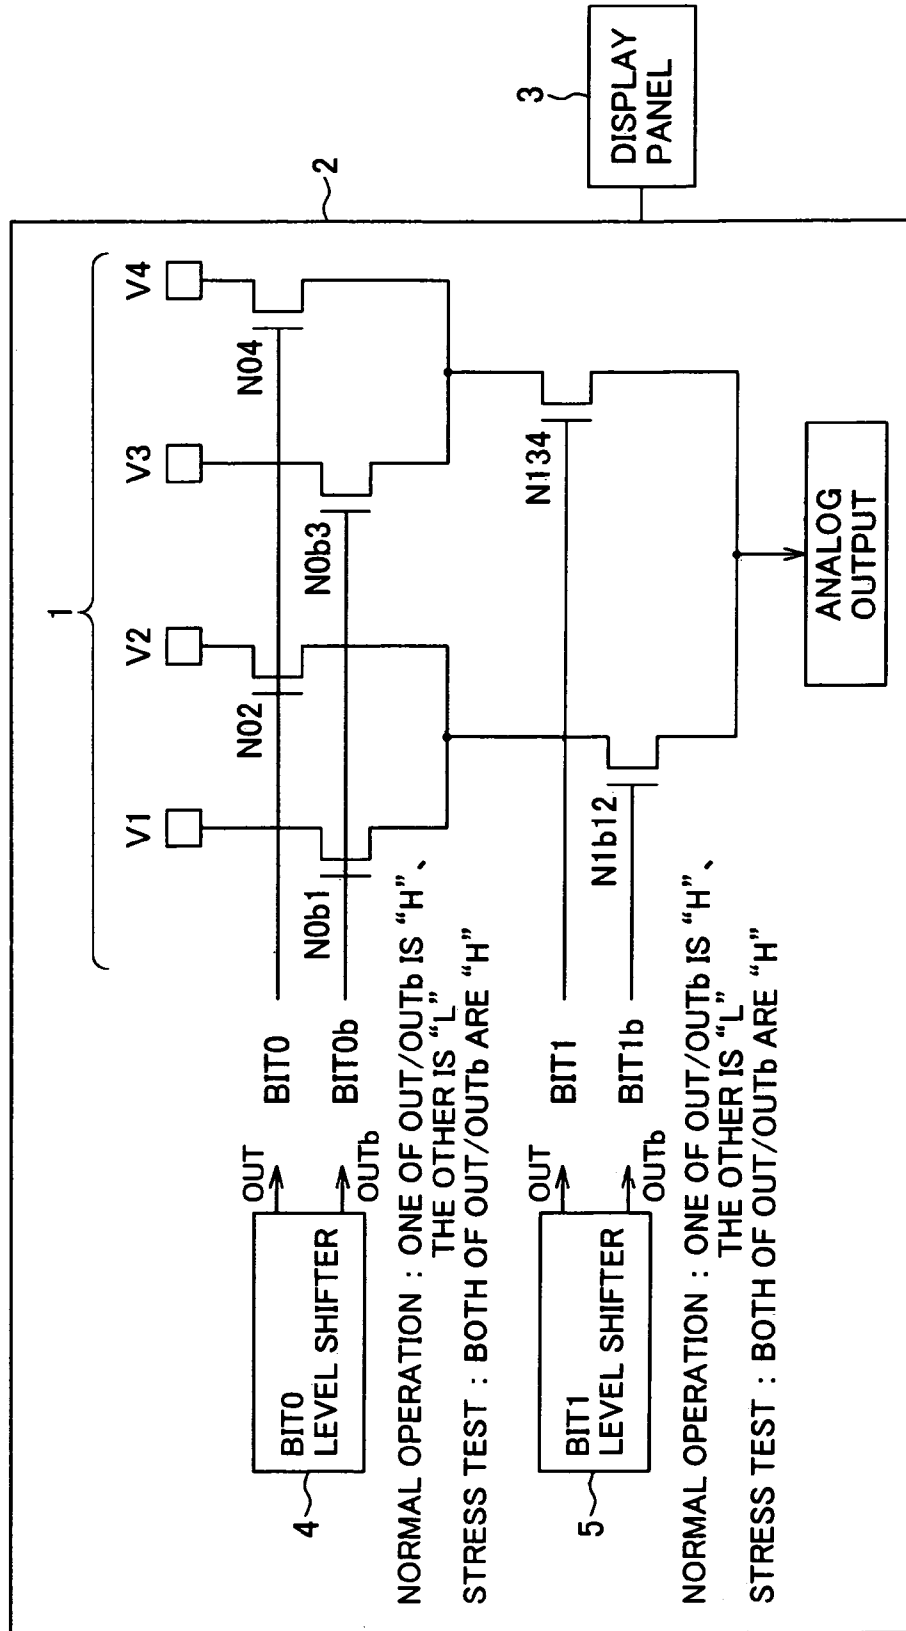 1
2
3
V1
V2
V3
V4
DISPLAY
PANEL
N02
N04
N0b1
N0b3
N134
N1b12
4
BIT0
LEVEL SHIFTER
OUT
OUTb
BIT0
BIT0b
NORMAL OPERATION : ONE OF OUT/OUTb IS “H”、
THE OTHER IS “L”
STRESS TEST : BOTH OF OUT/OUTb ARE “H”
5
BIT1
LEVEL SHIFTER
OUT
OUTb
BIT1
BIT1b
NORMAL OPERATION : ONE OF OUT/OUTb IS “H”、
THE OTHER IS “L”
STRESS TEST : BOTH OF OUT/OUTb ARE “H”
ANALOG
OUTPUT